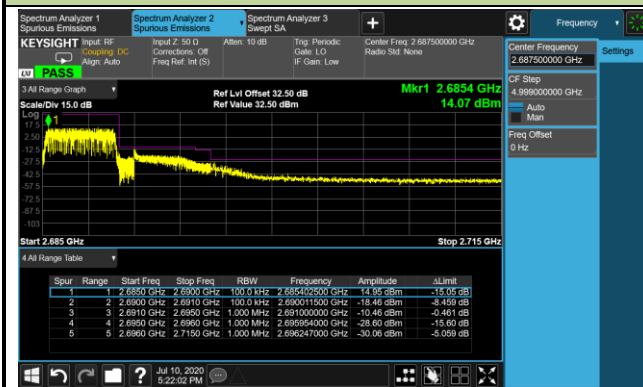 Spectrum Analyzer 1
Spurious Emissions
Spectrum Analyzer 2
Spurious Emissions
Spectrum Analyzer 3
Swept SA
Frequency
KEYSIGHT
Input: RF
Coupling: DC
Align: Auto
Input Z: 50 Ω
Corrections: Off
Freq Ref: Int (S)
Atten: 10 dB
Trig: Periodic
Gate: LO
IF Gain: Low
Center Freq: 2.687500000 GHz
Radio Std: None
LXI PASS
Center Frequency
2.687500000 GHz
Settings
CF Step
4.999000000 GHz
Auto
Man
Freq Offset
0 Hz
3 All Range Graph
Scale/Div 15.0 dB
Ref Lvl Offset 32.50 dB
Ref Value 32.50 dBm
Mkr1 2.6854 GHz
14.07 dBm
Log
1
17.5
2.50
-12.5
-27.5
-42.5
-57.5
-72.5
-87.5
-103
Start 2.685 GHz
Stop 2.715 GHz
4 All Range Table
Spur Range Start Freq Stop Freq RBW Frequency Amplitude ΔLimit
1 1 2.6850 GHz 2.6900 GHz 100.0 kHz 2.685402500 GHz 14.95 dBm -15.05 dB
2 2 2.6900 GHz 2.6910 GHz 100.0 kHz 2.690011500 GHz -18.46 dBm -8.459 dB
3 3 2.6910 GHz 2.6950 GHz 1.000 MHz 2.691000000 GHz -10.46 dBm -0.461 dB
4 4 2.6950 GHz 2.6960 GHz 1.000 MHz 2.695954000 GHz -28.60 dBm -15.60 dB
5 5 2.6960 GHz 2.7150 GHz 1.000 MHz 2.696247000 GHz -30.06 dBm -5.059 dB
Jul 10, 2020
5:22:02 PM